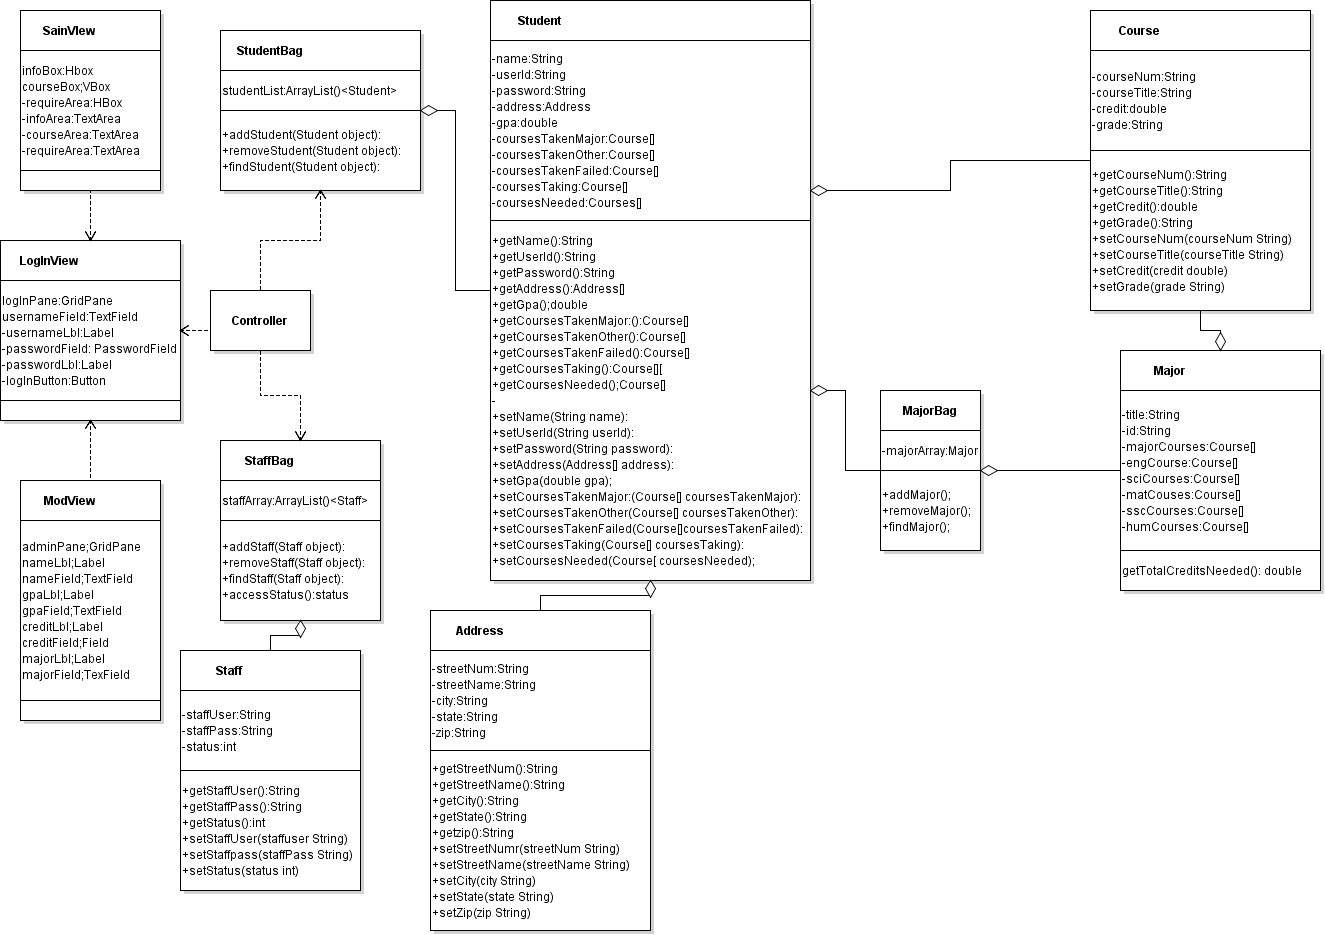 SainVIew
infoBox:Hbox
courseBox;VBox
-requireArea:HBox
-infoArea:TextArea
-courseArea:TextArea
-requireArea:TextArea
StudentBag
studentList:ArrayList()<Student>
+addStudent(Student object):
+removeStudent(Student object):
+findStudent(Student object):
Student
-name:String
-userId:String
-password:String
-address:Address
-gpa:double
-coursesTakenMajor:Course[]
-coursesTakenOther:Course[]
-coursesTakenFailed:Course[]
-coursesTaking:Course[]
-coursesNeeded:Courses[]
+getName():String
+getUserId():String
+getPassword():String
+getAddress():Address[]
+getGpa();double
+getCoursesTakenMajor:():Course[]
+getCoursesTakenOther():Course[]
+getCoursesTakenFailed():Course[]
+getCoursesTaking():Course[][
+getCoursesNeeded();Course[]
-
+setName(String name):
+setUserId(String userId):
+setPassword(String password):
+setAddress(Address[] address):
+setGpa(double gpa);
+setCoursesTakenMajor:(Course[] coursesTakenMajor):
+setCoursesTakenOther(Course[] coursesTakenOther):
+setCoursesTakenFailed(Course[]coursesTakenFailed):
+setCoursesTaking(Course[] coursesTaking):
+setCoursesNeeded(Course[ coursesNeeded);
Course
-courseNum:String
-courseTitle:String
-credit:double
-grade:String
+getCourseNum():String
+getCourseTitle():String
+getCredit():double
+getGrade():String
+setCourseNum(courseNum String)
+setCourseTitle(courseTitle String)
+setCredit(credit double)
+setGrade(grade String)
LogInView
logInPane:GridPane
usernameField:TextField
-usernameLbl:Label
-passwordField: PasswordField
-passwordLbl:Label
-logInButton:Button
Controller
MajorBag
-majorArray:Major
+addMajor();
+removeMajor();
+findMajor();
Major
-title:String
-id:String
-majorCourses:Course[]
-engCourse:Course[]
-sciCourses:Course[]
-matCouses:Course[]
-sscCourses:Course[]
-humCourses:Course[]
getTotalCreditsNeeded(): double
ModView
adminPane;GridPane
nameLbl;Label
nameField;TextField
gpaLbl;Label
gpaField;TextField
creditLbl;Label
creditField;Field
majorLbl;Label
majorField;TexField
StaffBag
staffArray:ArrayList()<Staff>
+addStaff(Staff object):
+removeStaff(Staff object):
+findStaff(Staff object):
+accessStatus():status
Staff
-staffUser:String
-staffPass:String
-status:int
+getStaffUser():String
+getStaffPass():String
+getStatus():int
+setStaffUser(staffuser String)
+setStaffpass(staffPass String)
+setStatus(status int)
Address
-streetNum:String
-streetName:String
-city:String
-state:String
-zip:String
+getStreetNum():String
+getStreetName():String
+getCity():String
+getState():String
+getzip():String
+setStreetNumr(streetNum String)
+setStreetName(streetName String)
+setCity(city String)
+setState(state String)
+setZip(zip String)